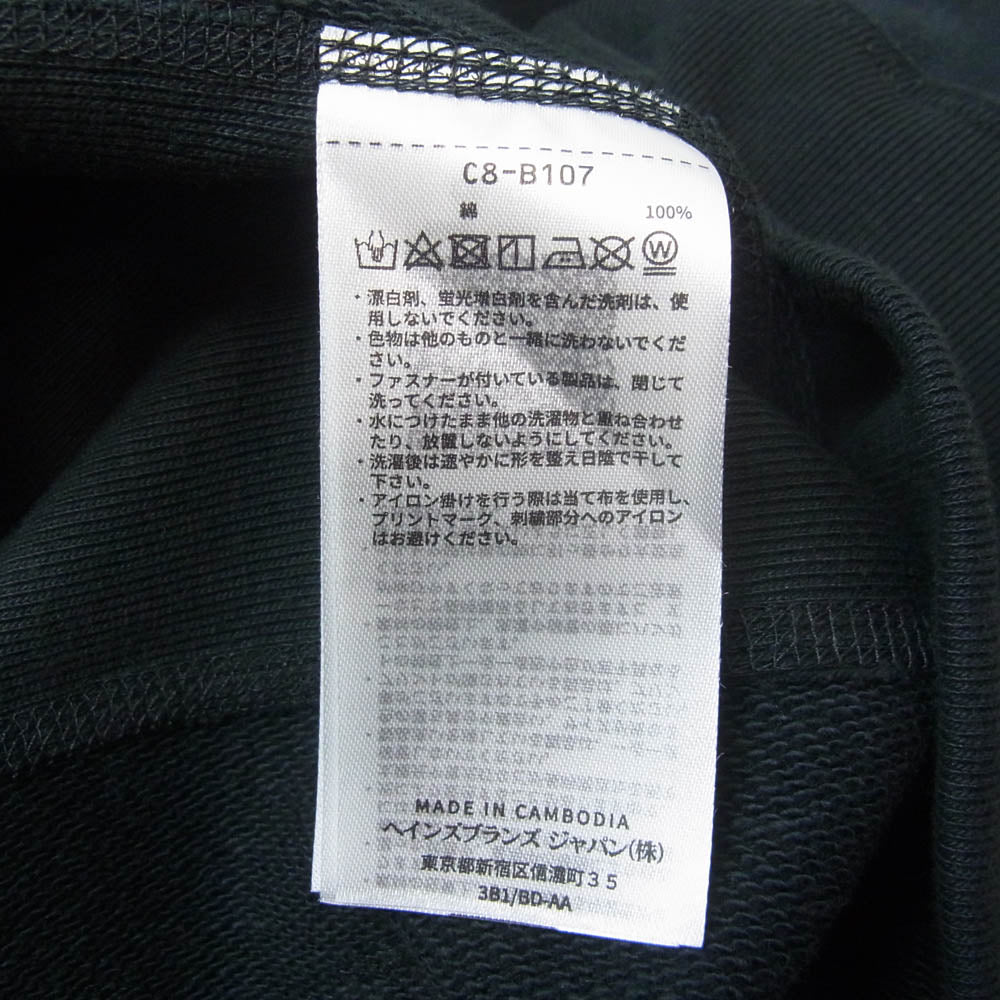 C8-B107
綿 100%
・漂白剤、蛍光増白剤を含んだ洗剤は、使
用しないでください。
・色物は他のものと一緒に洗わないでくだ
さい。
・ファスナーが付いている製品は、閉じて
洗ってください。
・水につけたまま他の洗濯物と重ね合わせ
たり、放置しないようにしてください。
・洗濯後は速やかに形を整え日陰で干して
下さい。
・アイロン掛けを行う際は当て布を使用し、
プリントマーク、刺繍部分へのアイロン
はお避けください。
MADE IN CAMBODIA
ヘインズブランズ ジャパン(株)
東京都新宿区信濃町35
3B1/BD-AA